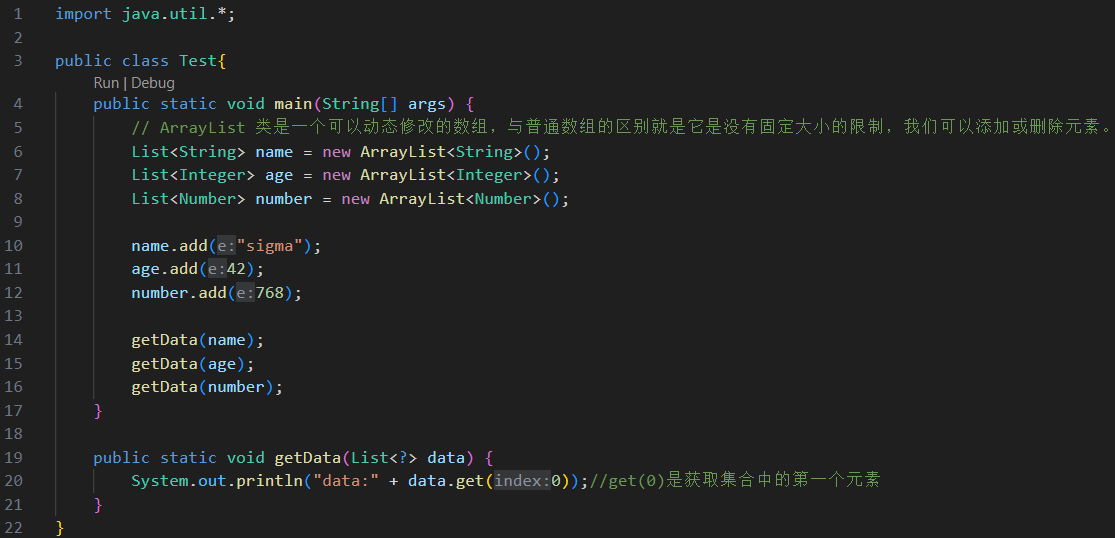 1 import java.util.*;
2
3 public class Test{
Run | Debug
4 public static void main(String[] args) {
5 // ArrayList 类是一个可以动态修改的数组，与普通数组的区别就是它是没有固定大小的限制，我们可以添加或删除元素。
6 List<String> name = new ArrayList<String>();
7 List<Integer> age = new ArrayList<Integer>();
8 List<Number> number = new ArrayList<Number>();
9
10 name.add(e:"sigma");
11 age.add(e:42);
12 number.add(e:768);
13
14 getData(name);
15 getData(age);
16 getData(number);
17 }
18
19 public static void getData(List<?> data) {
20 System.out.println("data:" + data.get(index:0));//get(0)是获取集合中的第一个元素
21 }
22 }